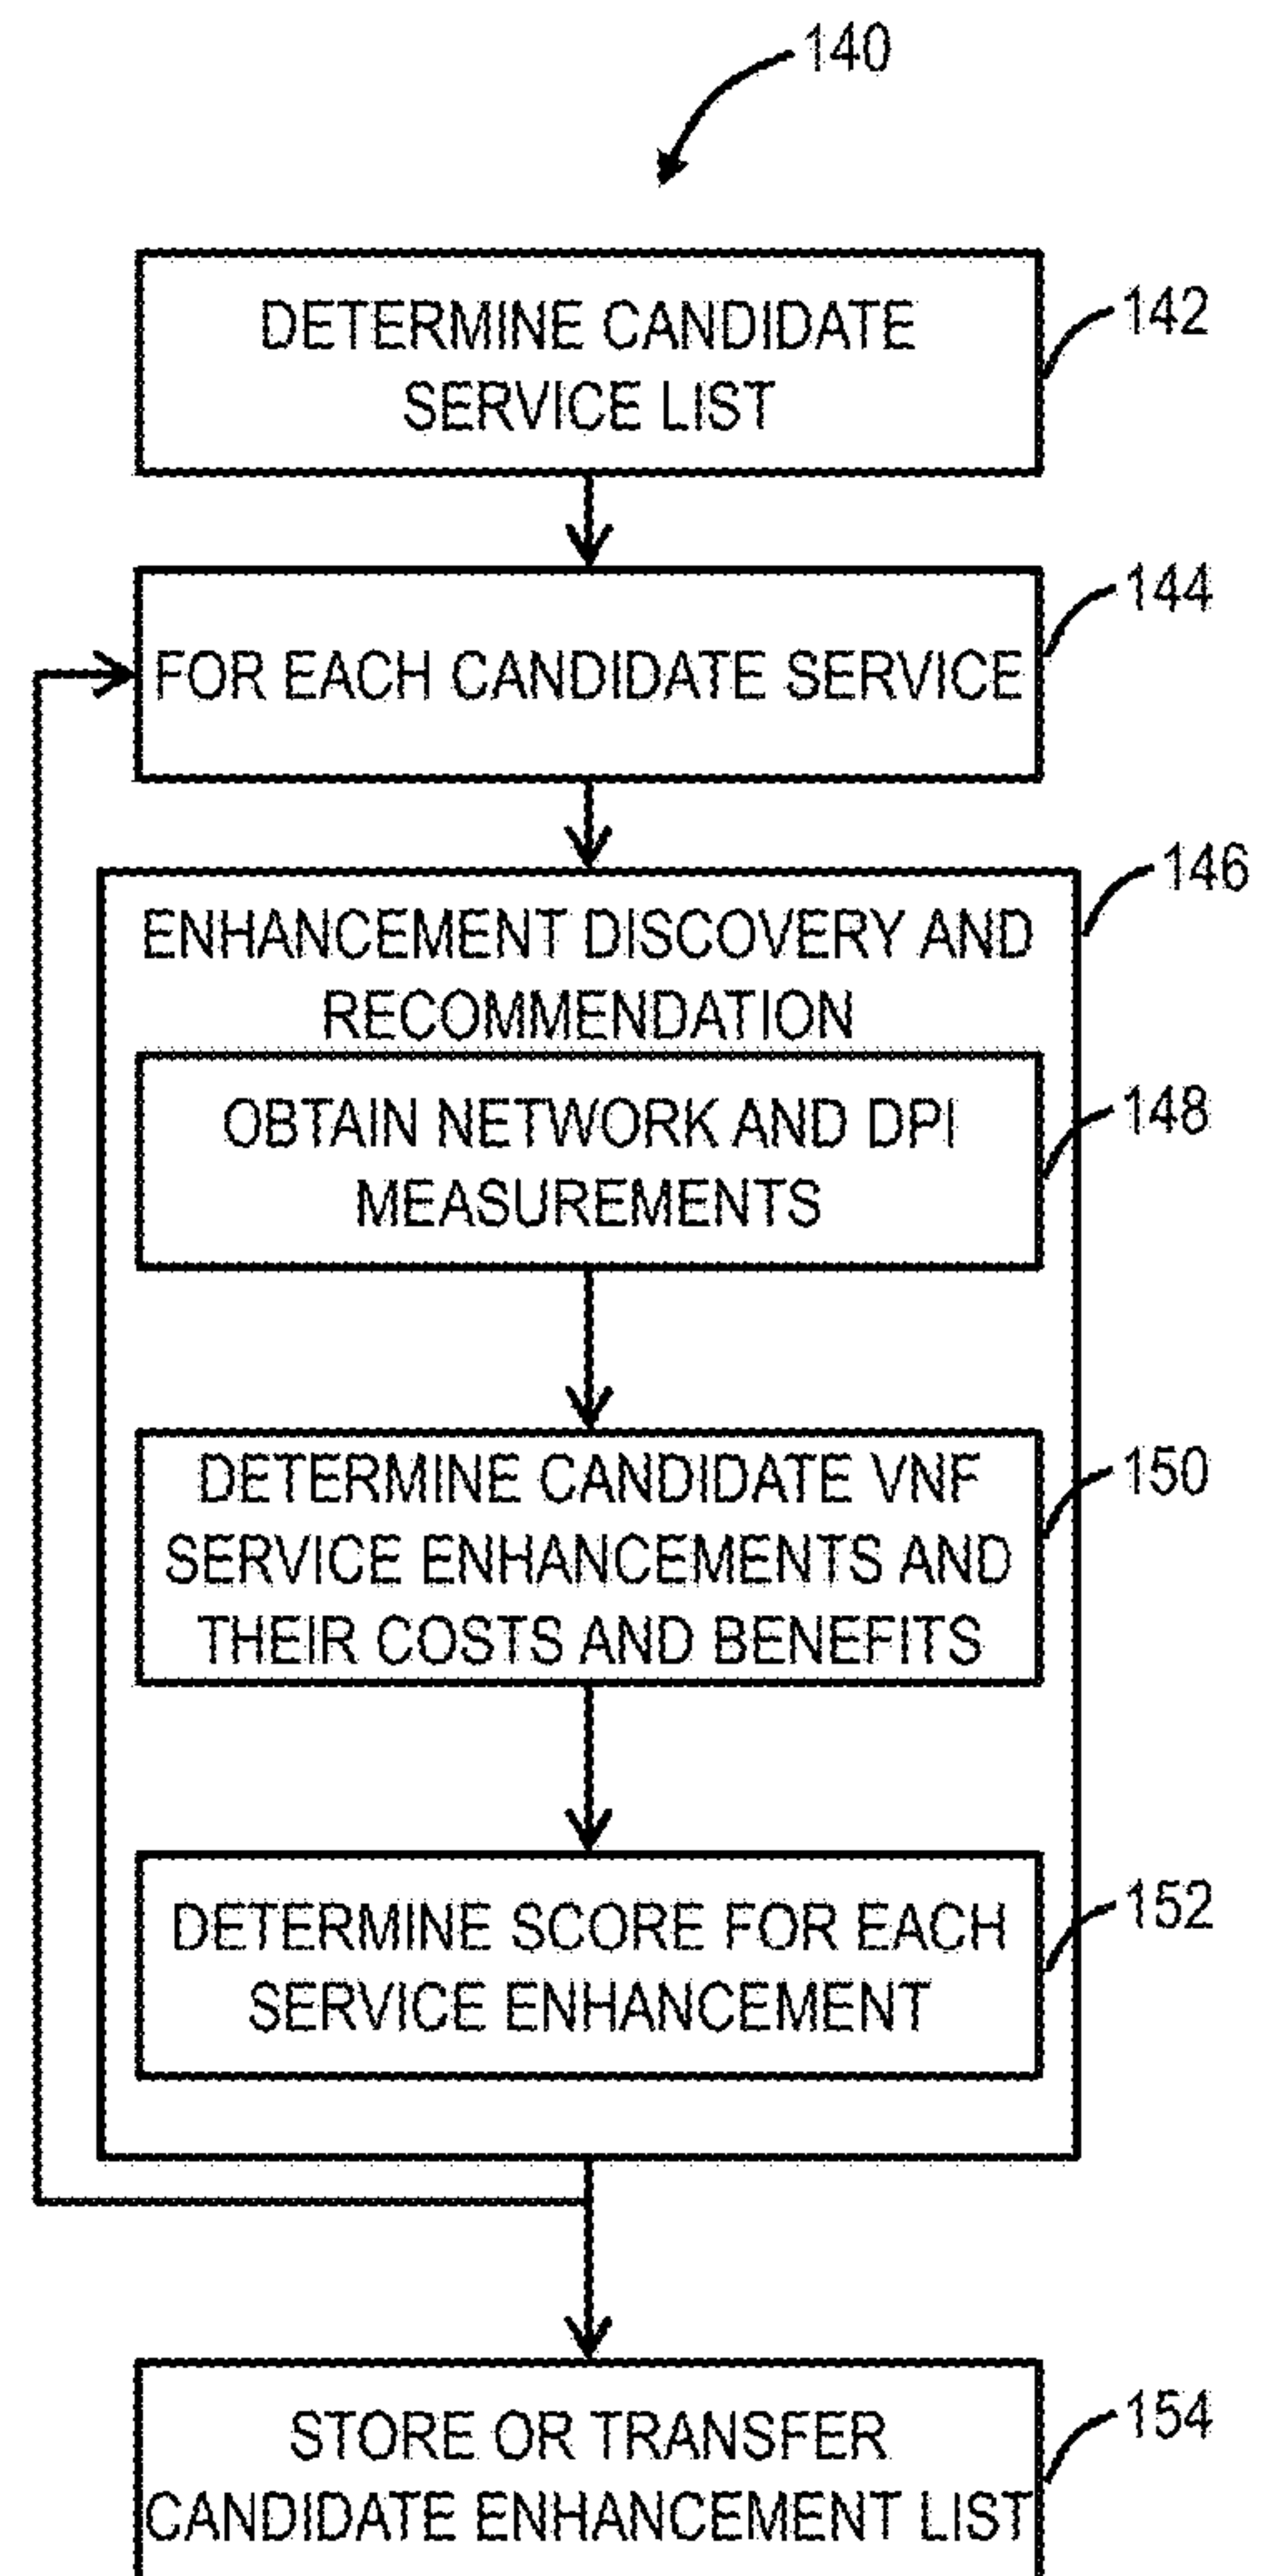 140
DETERMINE CANDIDATE
SERVICE LIST
142
FOR EACH CANDIDATE SERVICE
144
146
ENHANCEMENT DISCOVERY AND
RECOMMENDATION
OBTAIN NETWORK AND DPI
MEASUREMENTS
148
DETERMINE CANDIDATE VNF
SERVICE ENHANCEMENTS AND
THEIR COSTS AND BENEFITS
150
DETERMINE SCORE FOR EACH
SERVICE ENHANCEMENT
152
STORE OR TRANSFER
CANDIDATE ENHANCEMENT LIST
154